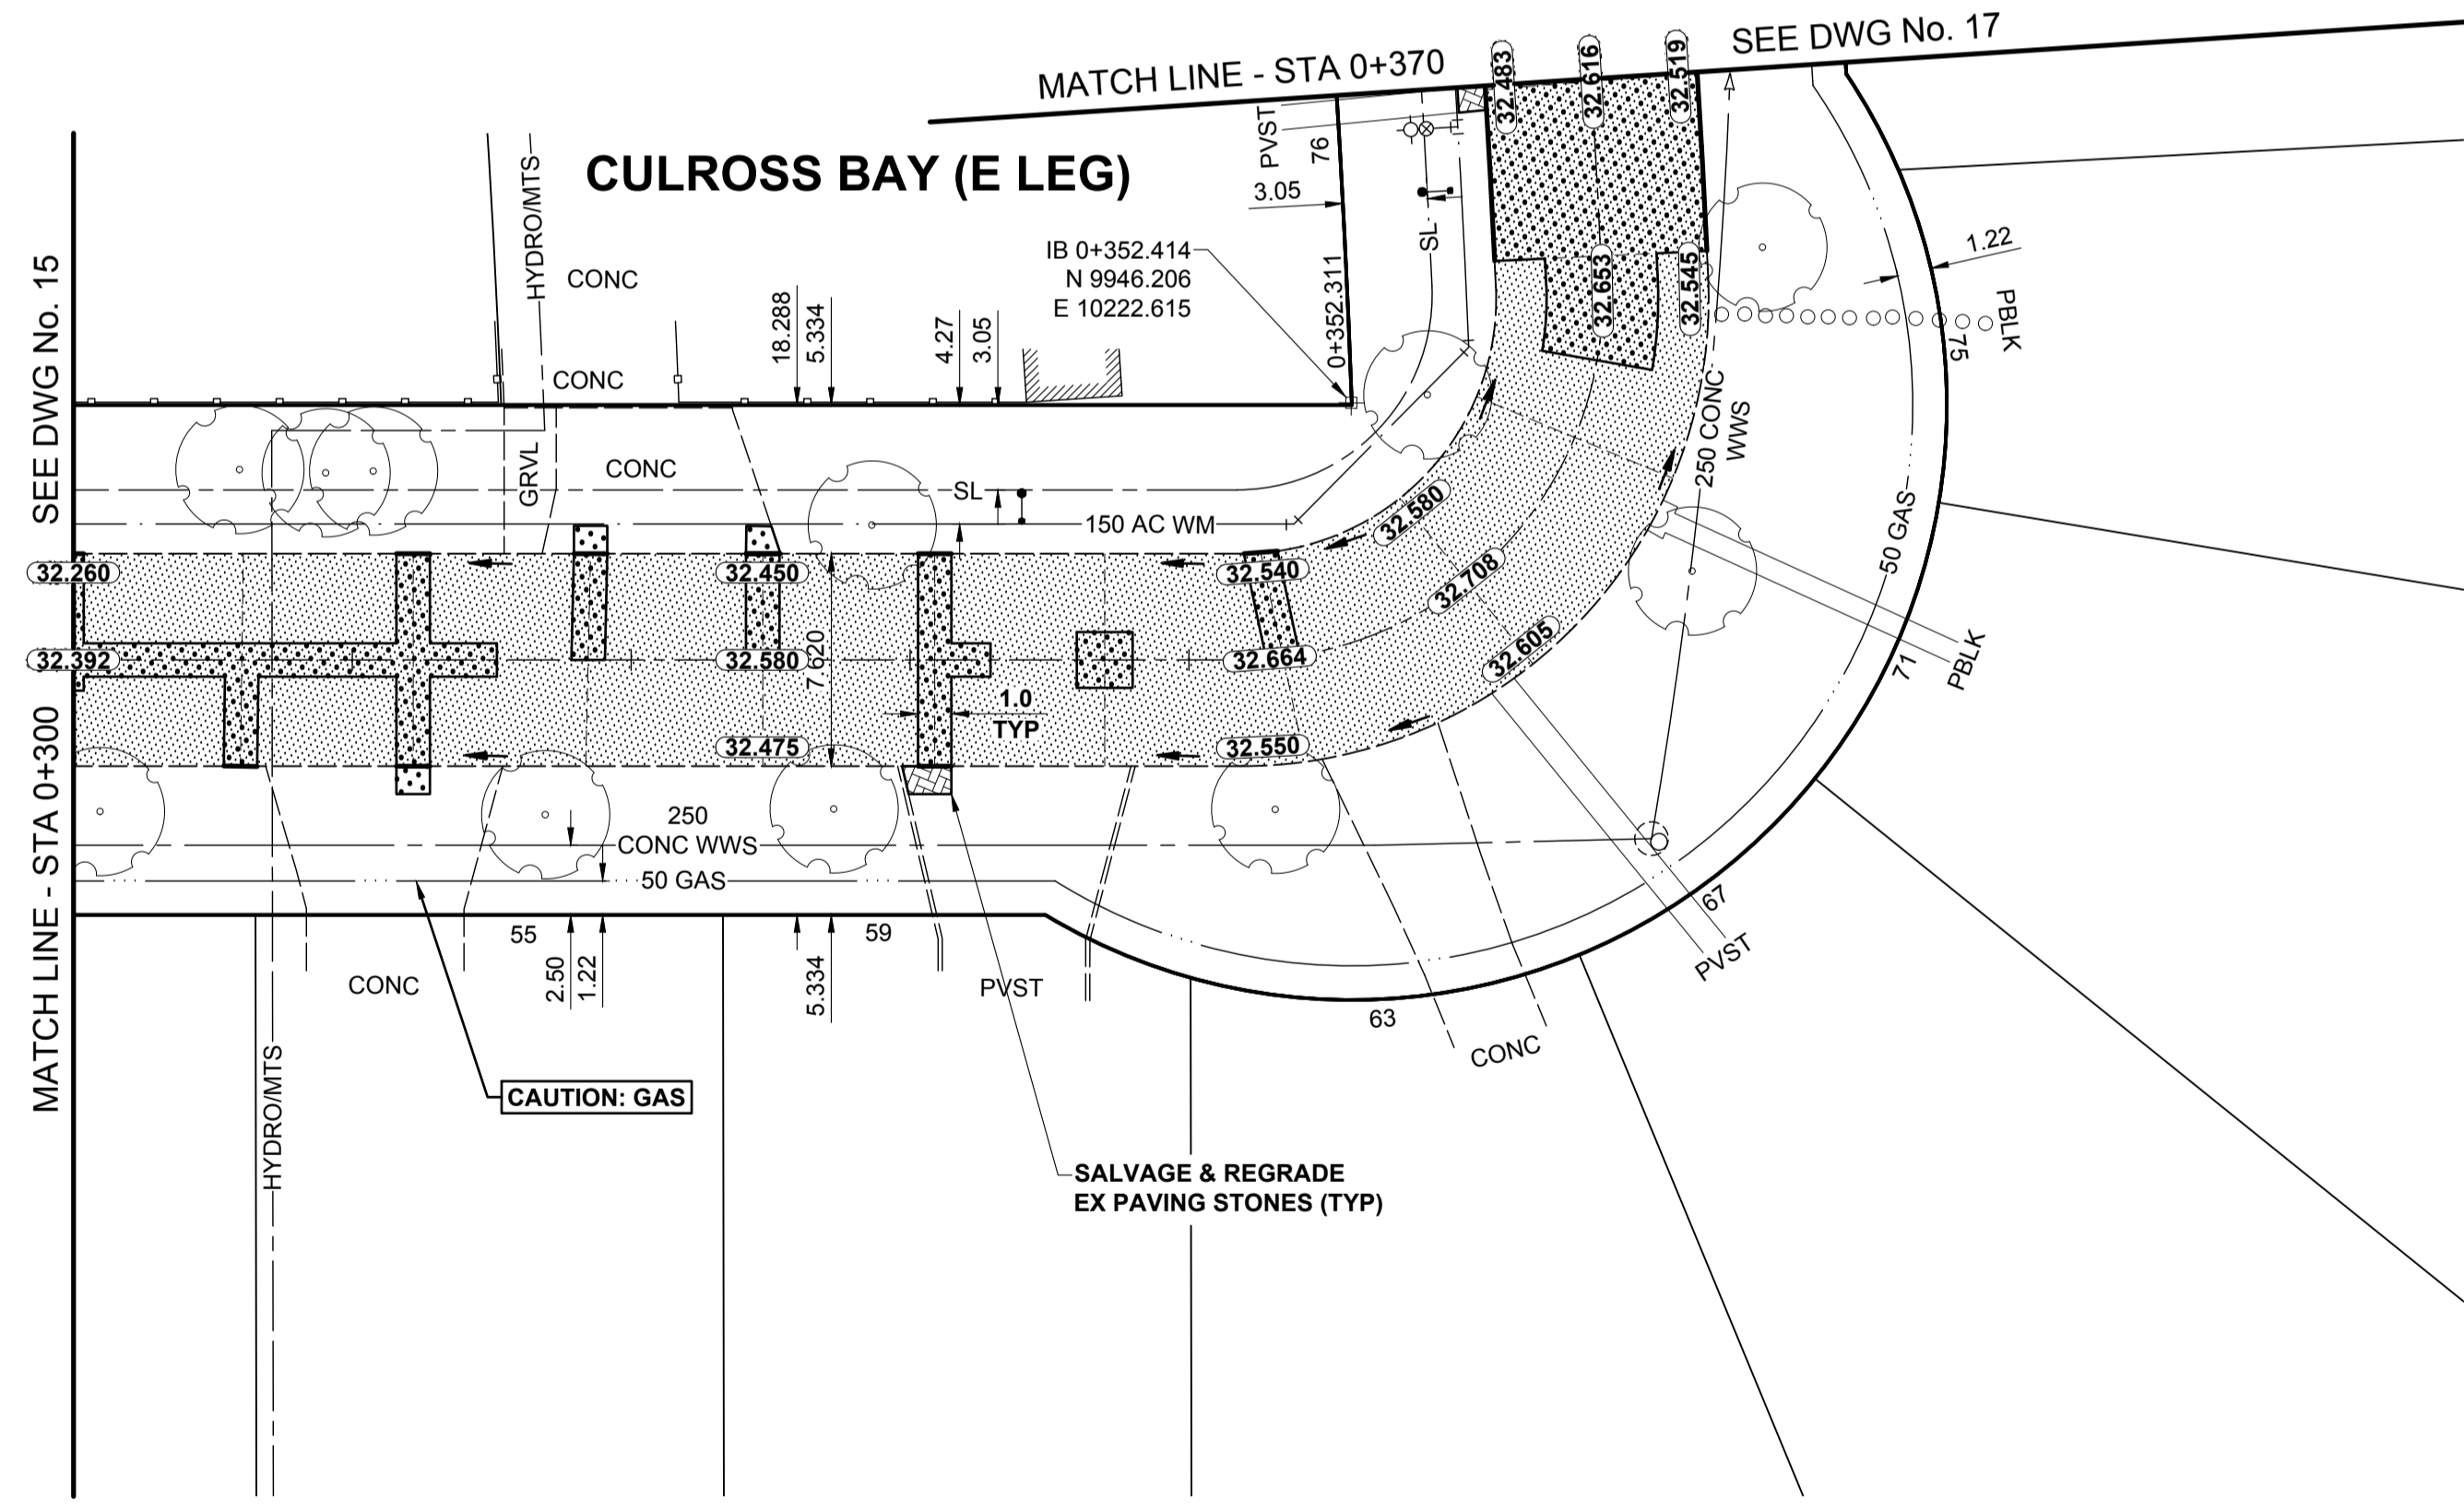 SEE DWG No. 17
MATCH LINE - STA 0+370
32.483
32.616
32.519
PVST
76
CULROSS BAY (E LEG)
HYDRO/MTS
3.05
SL
1.22
IB 0+352.414
N 9946.206
E 10222.615
0+352.311
32.653
32.545
PBLK
75
SEE DWG No. 15
CONC
18.288
5.334
4.27
3.05
CONC
250 CONC
WWS
GRVL
CONC
SL
150 AC WM
32.580
50 GAS
32.260
32.450
32.540
32.708
32.392
32.580
7.620
32.664
32.605
1.0
TYP
PBLK
71
32.475
32.550
MATCH LINE - STA 0+300
250
CONC WWS
50 GAS
67
PVST
55
59
2.50
1.22
5.334
CONC
PVST
63
CONC
HYDRO/MTS
CAUTION: GAS
SALVAGE & REGRADE
EX PAVING STONES (TYP)